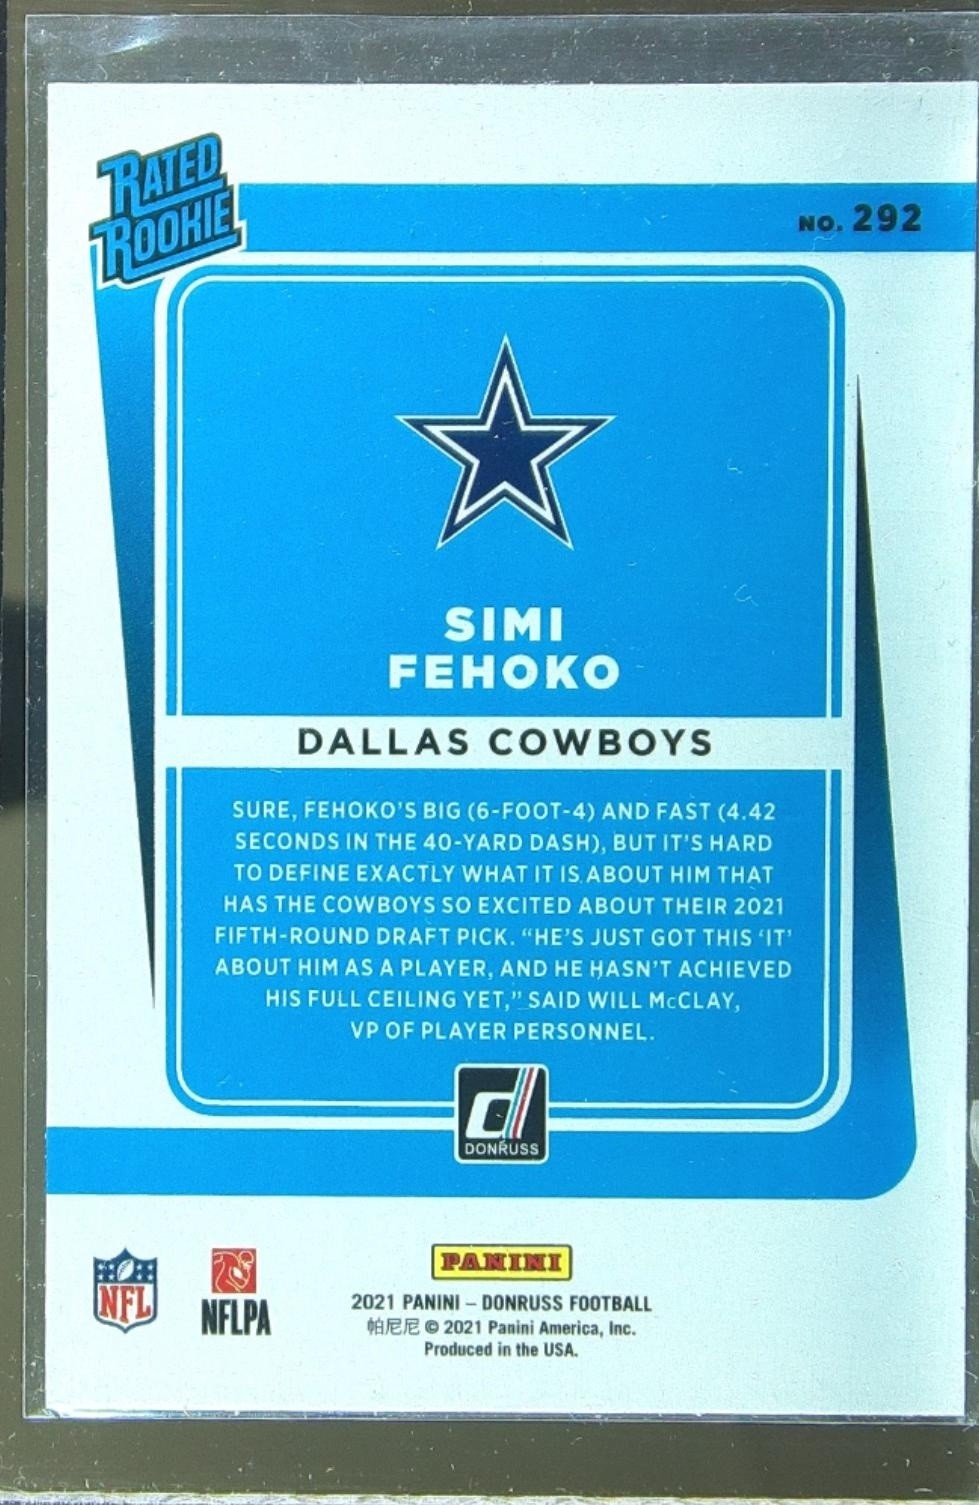 RATED
ROOKIE
NO. 292
SIMI
FEHOKO
DALLAS COWBOYS
SURE, FEHOKO'S BIG (6-FOOT-4) AND FAST (4.42
SECONDS IN THE 40-YARD DASH), BUT IT'S HARD
TO DEFINE EXACTLY WHAT IT IS ABOUT HIM THAT
HAS THE COWBOYS SO EXCITED ABOUT THEIR 2021
FIFTH-ROUND DRAFT PICK. “HE'S JUST GOT THIS ‘IT’
ABOUT HIM AS A PLAYER, AND HE HASN'T ACHIEVED
HIS FULL CEILING YET,” SAID WILL McCLAY,
VP OF PLAYER PERSONNEL.
d
DONRUSS
NFL
NFLPA
PANINI
2021 PANINI – DONRUSS FOOTBALL
帕尼尼 © 2021 Panini America, Inc.
Produced in the USA.